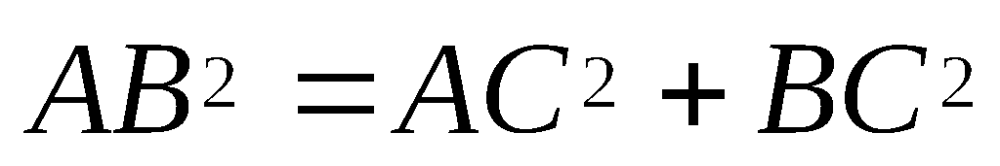 AB² = AC² + BC²